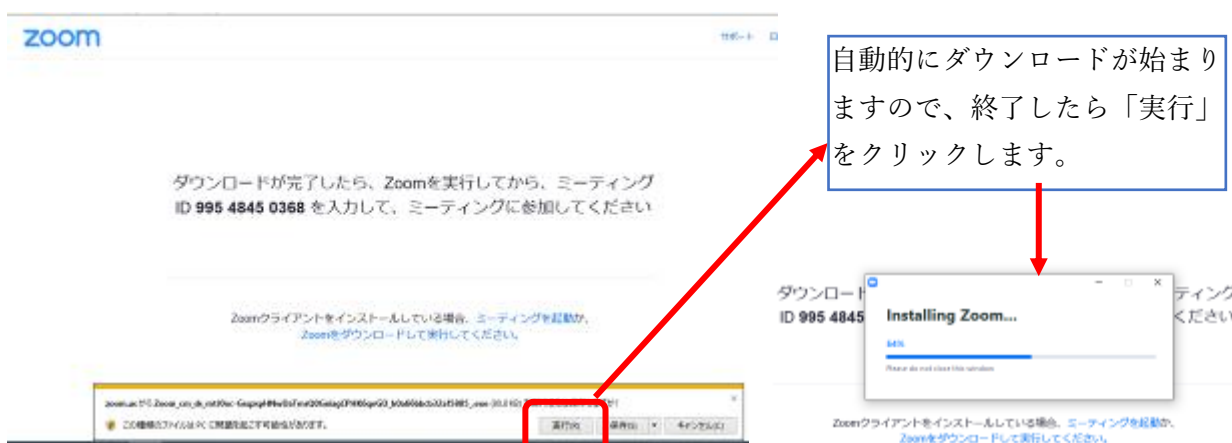 zoom
サポート
自動的にダウンロードが始まり
ますので、終了したら「実行」
をクリックします。
ダウンロードが完了したら、Zoomを実行してから、ミーティング
ID 995 4845 0368 を入力して、ミーティングに参加してください
Zoomクライアントをインストールしている場合、ミーティングを起動か、
Zoomをダウンロードして実行してください。
この種類のファイルは PC に問題を起こす可能性があります。
実行(R) 保存(S) キャンセル(C)
ダウンロード
ティング
ID 995 4845
ください
Installing Zoom...
64%
Please do not close this window
Zoomクライアントをインストールしている場合、ミーティングを起動か、
Zoomをダウンロードして実行してください。